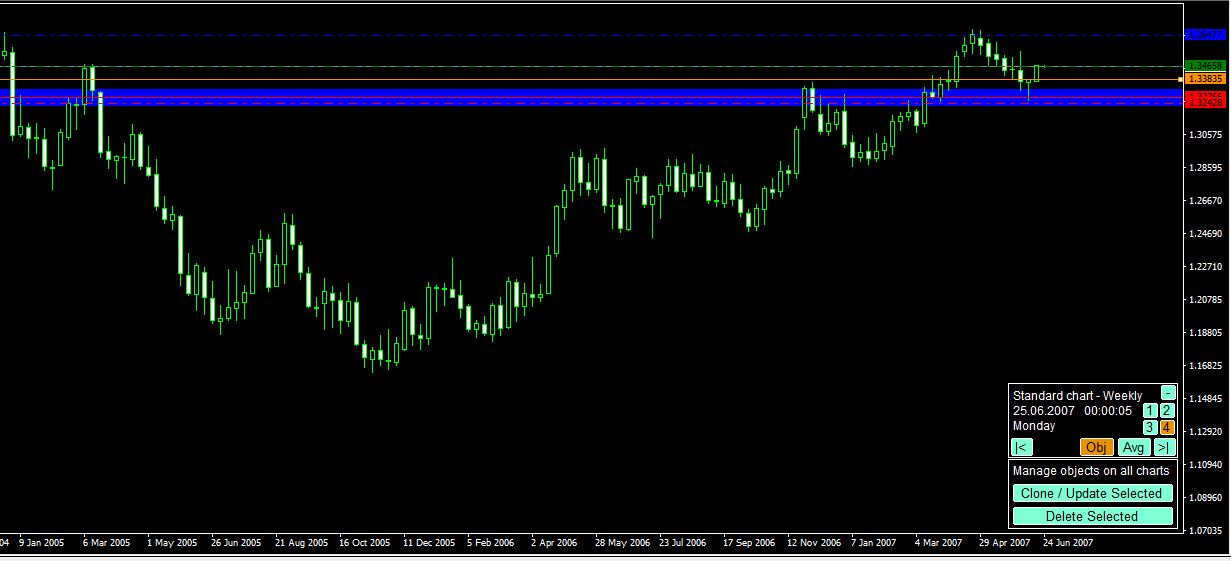 1.34658
1.33835
1.32428
1.30575
1.28595
1.26670
1.24690
1.22710
1.20785
1.18805
1.16825
1.14845
1.12920
1.10940
1.08960
1.07035
Standard chart - Weekly -
25.06.2007 00:00:05 1 2
Monday 3 4
|< Obj Avg >|
Manage objects on all charts
Clone / Update Selected
Delete Selected
04 9 Jan 2005 6 Mar 2005 1 May 2005 26 Jun 2005 21 Aug 2005 16 Oct 2005 11 Dec 2005 5 Feb 2006 2 Apr 2006 28 May 2006 23 Jul 2006 17 Sep 2006 12 Nov 2006 7 Jan 2007 4 Mar 2007 29 Apr 2007 24 Jun 2007